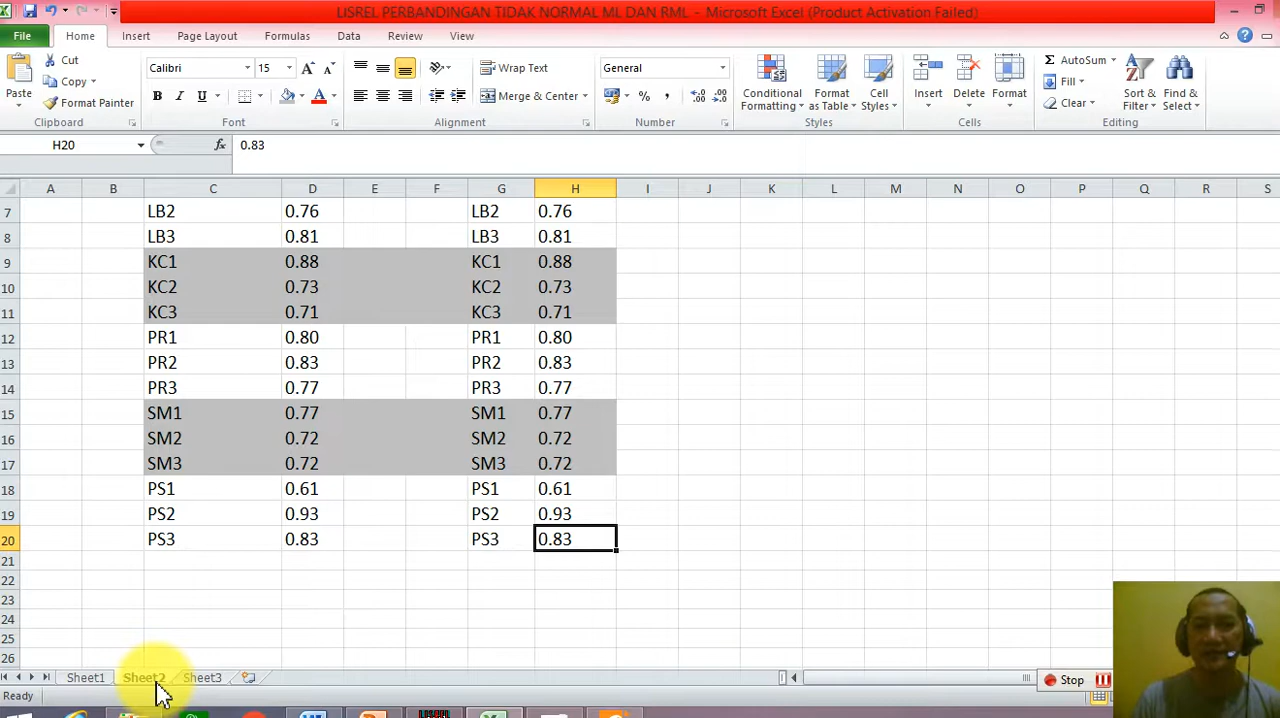 LISREL PERBANDINGAN TIDAK NORMAL ML DAN RML - Microsoft Excel (Product Activation Failed)
File Home Insert Page Layout Formulas Data Review View
Paste Cut Copy Format Painter
Calibri 15 Wrap Text Merge & Center
General
Conditional Formatting Format as Table Cell Styles
Insert Delete Format
Σ AutoSum Fill Clear Sort & Filter Find & Select
Clipboard Font Alignment Number Styles Cells Editing
H20 fx 0.83
A B C D E F G H I J K L M N O P Q R S
7 LB2 0.76 LB2 0.76
8 LB3 0.81 LB3 0.81
9 KC1 0.88 KC1 0.88
10 KC2 0.73 KC2 0.73
11 KC3 0.71 KC3 0.71
12 PR1 0.80 PR1 0.80
13 PR2 0.83 PR2 0.83
14 PR3 0.77 PR3 0.77
15 SM1 0.77 SM1 0.77
16 SM2 0.72 SM2 0.72
17 SM3 0.72 SM3 0.72
18 PS1 0.61 PS1 0.61
19 PS2 0.93 PS2 0.93
20 PS3 0.83 PS3 0.83
21
22
23
24
25
26
Sheet1 Sheet2 Sheet3
Stop
Ready
LISREL